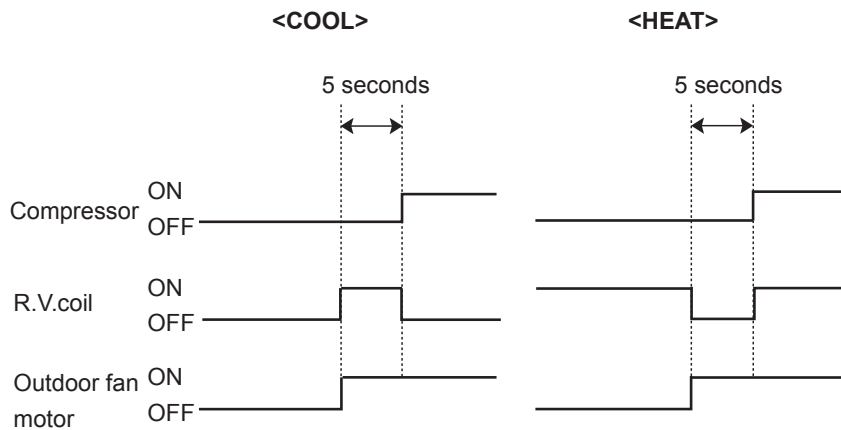 <COOL>
<HEAT>
5 seconds
5 seconds
Compressor
ON
OFF
R.V.coil
ON
OFF
Outdoor fan
motor
ON
OFF